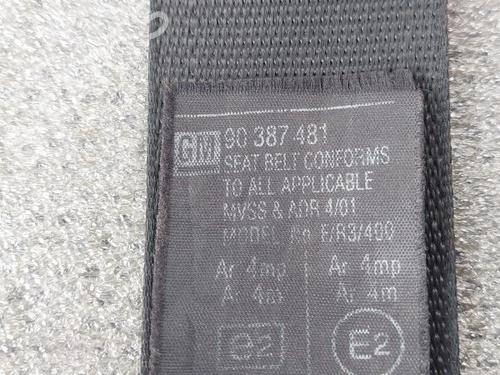 GM 90 387 481
SEAT BELT CONFORMS
TO ALL APPLICABLE
MVSS & ADR 4/01
MODEL No E/R3/400
Ar 4mp Ar 4mp
Ar 4m Ar 4m
e2 E2